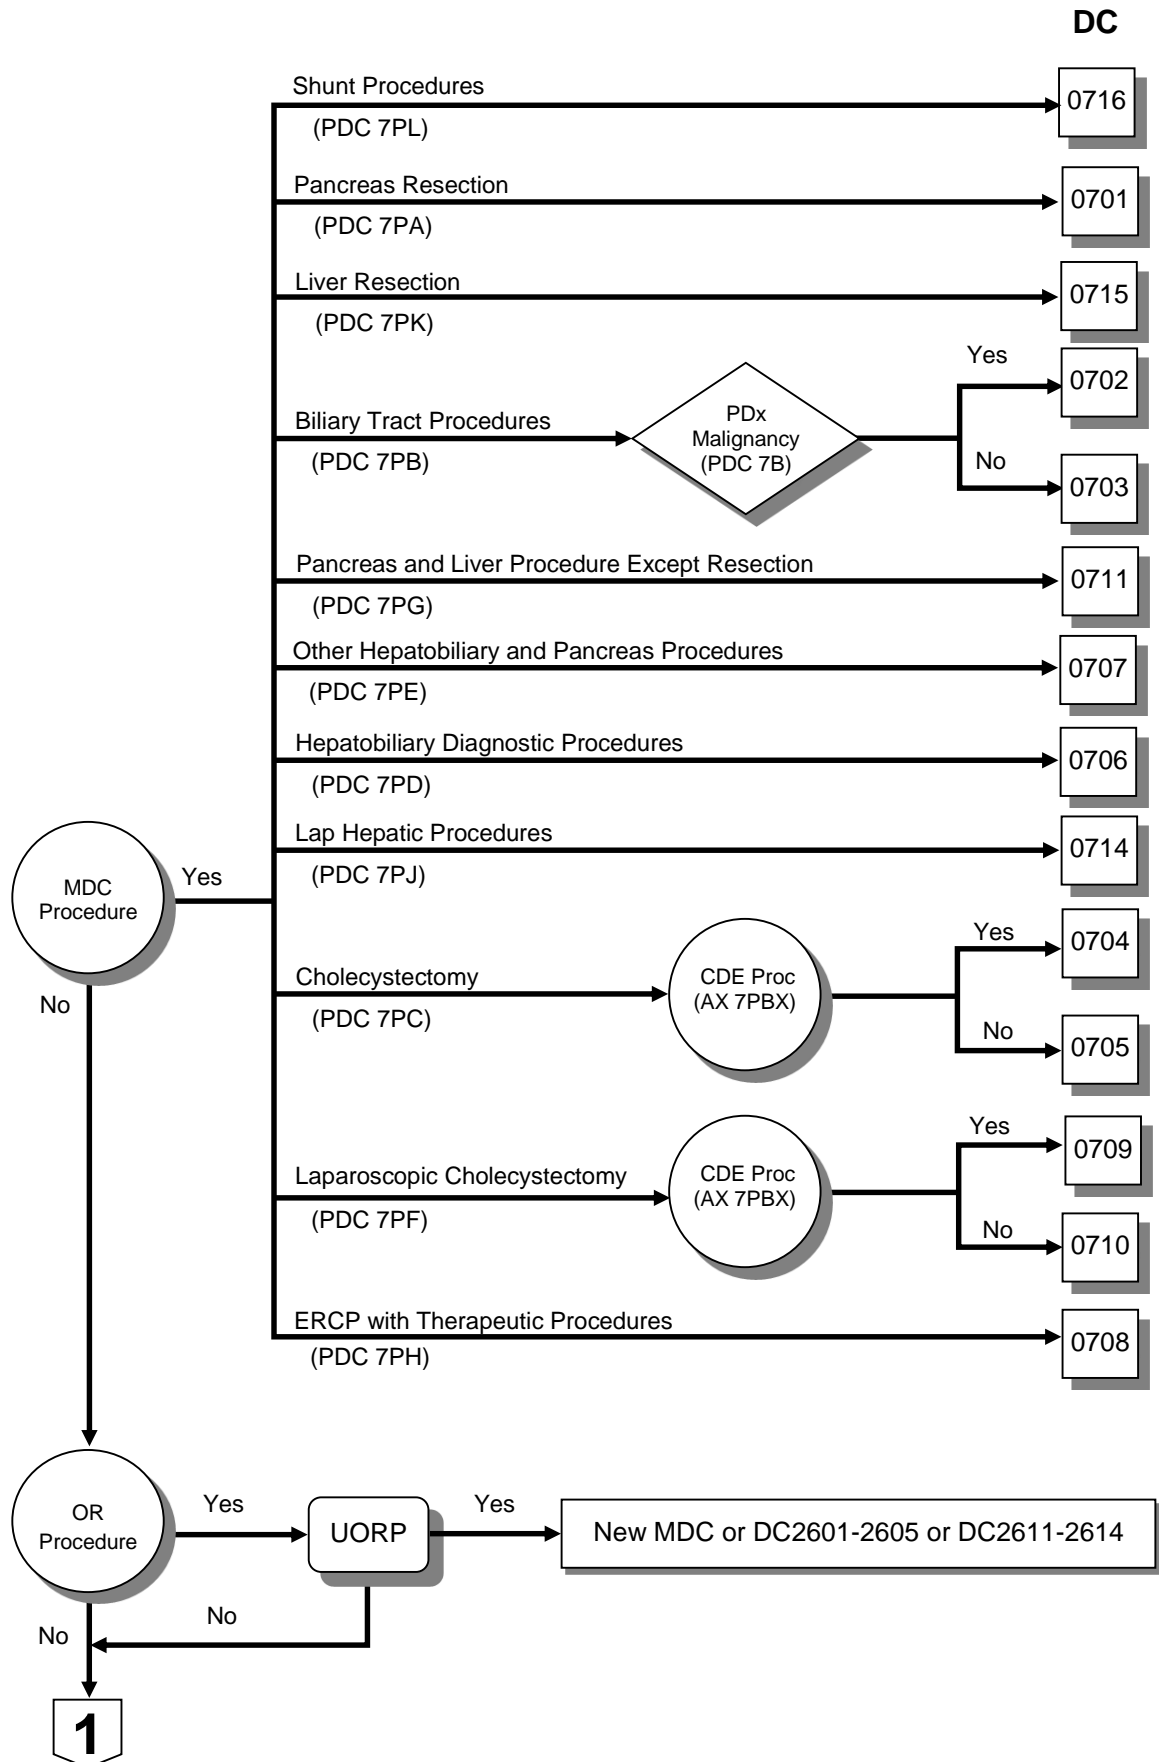 DC
Shunt Procedures
(PDC 7PL)
0716
Pancreas Resection
(PDC 7PA)
0701
Liver Resection
(PDC 7PK)
0715
Biliary Tract Procedures
(PDC 7PB)
PDx
Malignancy
(PDC 7B)
Yes
0702
No
0703
Pancreas and Liver Procedure Except Resection
(PDC 7PG)
0711
Other Hepatobiliary and Pancreas Procedures
(PDC 7PE)
0707
Hepatobiliary Diagnostic Procedures
(PDC 7PD)
0706
Lap Hepatic Procedures
(PDC 7PJ)
0714
MDC
Procedure
Yes
No
Cholecystectomy
(PDC 7PC)
CDE Proc
(AX 7PBX)
Yes
0704
No
0705
Laparoscopic Cholecystectomy
(PDC 7PF)
CDE Proc
(AX 7PBX)
Yes
0709
No
0710
ERCP with Therapeutic Procedures
(PDC 7PH)
0708
OR
Procedure
Yes
UORP
Yes
New MDC or DC2601-2605 or DC2611-2614
No
No
1